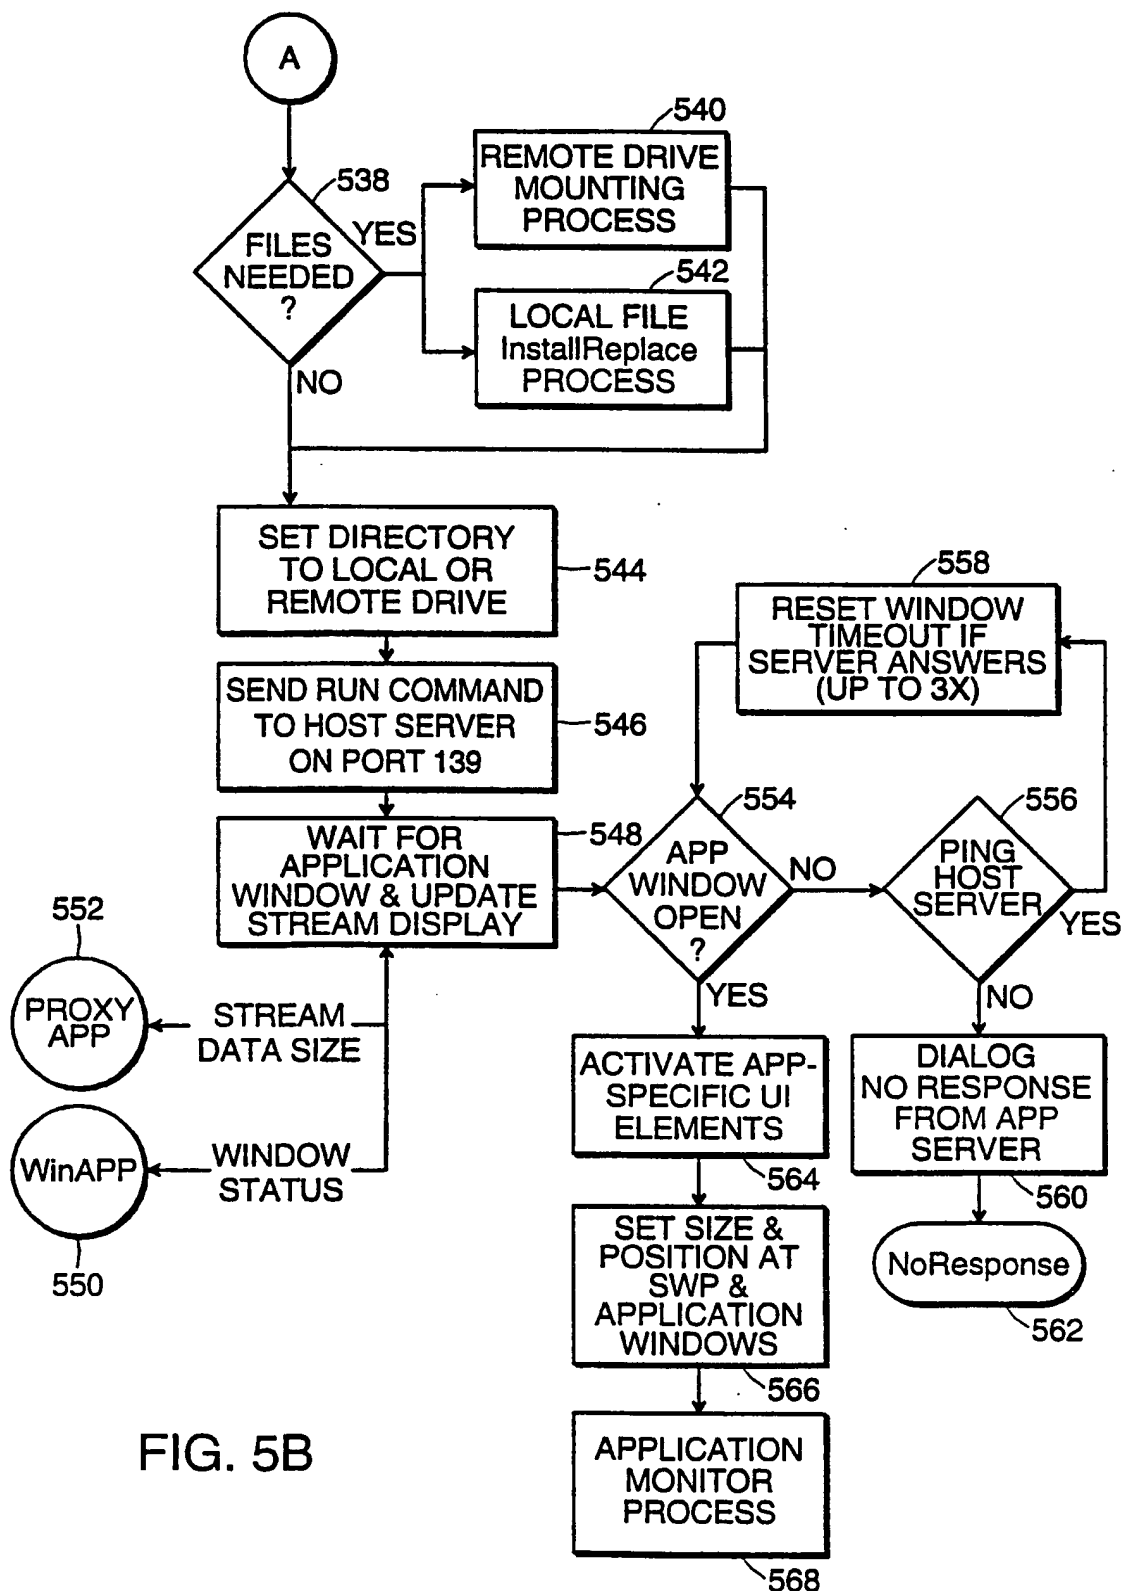 A
540
REMOTE DRIVE
MOUNTING
PROCESS
538
FILES
NEEDED
?
YES
NO
542
LOCAL FILE
InstallReplace
PROCESS
SET DIRECTORY
TO LOCAL OR
REMOTE DRIVE
544
SEND RUN COMMAND
TO HOST SERVER
ON PORT 139
546
WAIT FOR
APPLICATION
WINDOW & UPDATE
STREAM DISPLAY
548
558
RESET WINDOW
TIMEOUT IF
SERVER ANSWERS
(UP TO 3X)
554
APP
WINDOW
OPEN
?
NO
YES
556
PING
HOST
SERVER
YES
NO
552
PROXY
APP
STREAM
DATA SIZE
WinAPP
WINDOW
STATUS
550
ACTIVATE APP-
SPECIFIC UI
ELEMENTS
564
DIALOG
NO RESPONSE
FROM APP
SERVER
560
SET SIZE &
POSITION AT
SWP &
APPLICATION
WINDOWS
566
NoResponse
562
APPLICATION
MONITOR
PROCESS
568
FIG. 5B